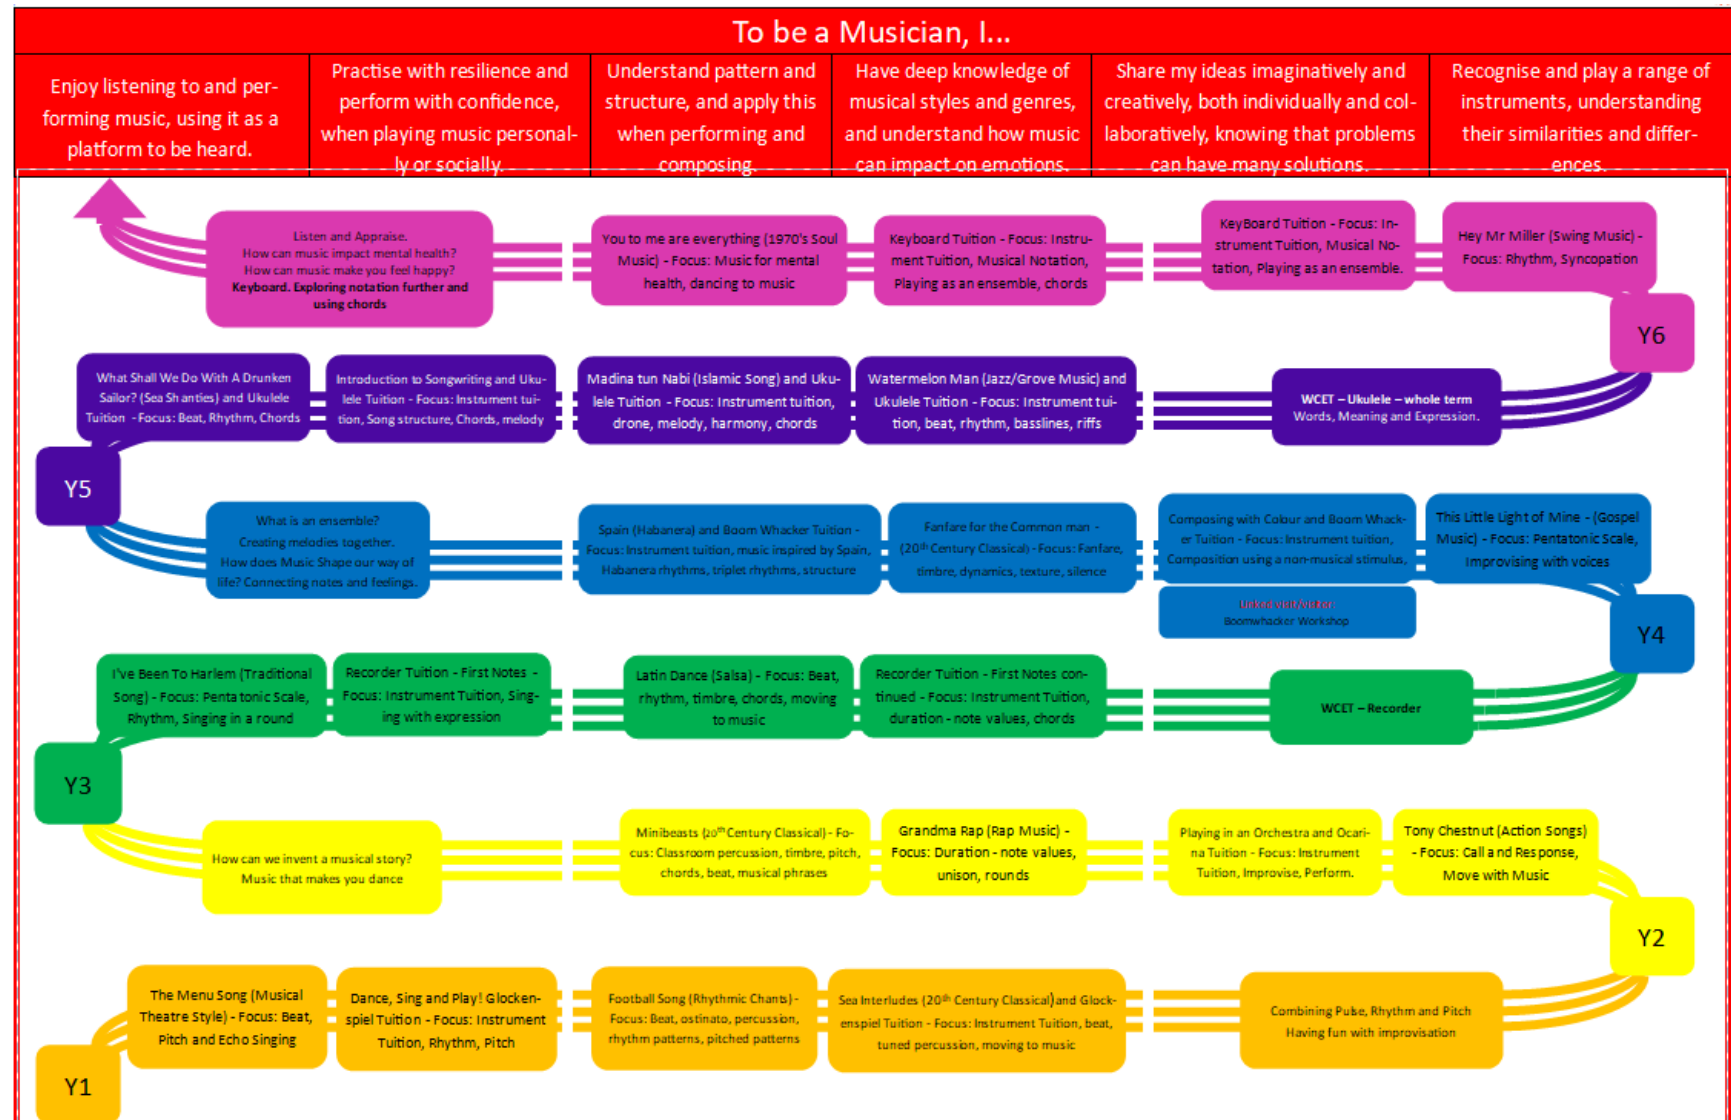 To be a Musician, I...
Enjoy listening to and per-
forming music, using it as a
platform to be heard.
Practise with resilience and
perform with confidence,
when playing music personal-
ly or socially.
Understand pattern and
structure, and apply this
when performing and
composing.
Have deep knowledge of
musical styles and genres,
and understand how music
can impact on emotions.
Share my ideas imaginatively and
creatively, both individually and col-
laboratively, knowing that problems
can have many solutions.
Recognise and play a range of
instruments, understanding
their similarities and differ-
ences.
Listen and Appraise.
How can music impact mental health?
How can music make you feel happy?
Keyboard. Exploring notation further and
using chords
You to me are everything (1970's Soul
Music) - Focus: Music for mental
health, dancing to music
Keyboard Tuition - Focus: Instru-
ment Tuition, Musical Notation,
Playing as an ensemble, chords
KeyBoard Tuition - Focus: In-
strument Tuition, Musical No-
tation, Playing as an ensemble.
Hey Mr Miller (Swing Music) -
Focus: Rhythm, Syncopation
Y6
What Shall We Do With A Drunken
Sailor? (Sea Shanties) and Ukulele
Tuition - Focus: Beat, Rhythm, Chords
Introduction to Songwriting and Uku-
lele Tuition - Focus: Instrument tui-
tion, Song structure, Chords, melody
Madina tun Nabi (Islamic Song) and Uku-
lele Tuition - Focus: Instrument tuition,
drone, melody, harmony, chords
Watermelon Man (Jazz/Grove Music) and
Ukulele Tuition - Focus: Instrument tui-
tion, beat, rhythm, basslines, riffs
WCET – Ukulele – whole term
Words, Meaning and Expression.
Y5
What is an ensemble?
Creating melodies together.
How does Music Shape our way of
life? Connecting notes and feelings.
Spain (Habanera) and Boom Whacker Tuition -
Focus: Instrument tuition, music inspired by Spain,
Habanera rhythms, triplet rhythms, structure
Fanfare for the Common man -
(20th Century Classical) - Focus: Fanfare,
timbre, dynamics, texture, silence
Composing with Colour and Boom Whack-
er Tuition - Focus: Instrument tuition,
Composition using a non-musical stimulus,
This Little Light of Mine - (Gospel
Music) - Focus: Pentatonic Scale,
Improvising with voices
Linked visit/visitor
Boomwhacker Workshop
Y4
I've Been To Harlem (Traditional
Song) - Focus: Pentatonic Scale,
Rhythm, Singing in a round
Recorder Tuition - First Notes -
Focus: Instrument Tuition, Sing-
ing with expression
Latin Dance (Salsa) - Focus: Beat,
rhythm, timbre, chords, moving
to music
Recorder Tuition - First Notes con-
tinued - Focus: Instrument Tuition,
duration - note values, chords
WCET – Recorder
Y3
How can we invent a musical story?
Music that makes you dance
Minibeasts (20th Century Classical) - Fo-
cus: Classroom percussion, timbre, pitch,
chords, beat, musical phrases
Grandma Rap (Rap Music) -
Focus: Duration - note values,
unison, rounds
Playing in an Orchestra and Ocari-
na Tuition - Focus: Instrument
Tuition, Improvise, Perform.
Tony Chestnut (Action Songs)
- Focus: Call and Response,
Move with Music
Y2
The Menu Song (Musical
Theatre Style) - Focus: Beat,
Pitch and Echo Singing
Dance, Sing and Play! Glocken-
spiel Tuition - Focus: Instrument
Tuition, Rhythm, Pitch
Football Song (Rhythmic Chants) -
Focus: Beat, ostinato, percussion,
rhythm patterns, pitched patterns
Sea Interludes (20th Century Classical) and Glock-
enspiel Tuition - Focus: Instrument Tuition, beat,
tuned percussion, moving to music
Combining Pulse, Rhythm and Pitch
Having fun with improvisation
Y1